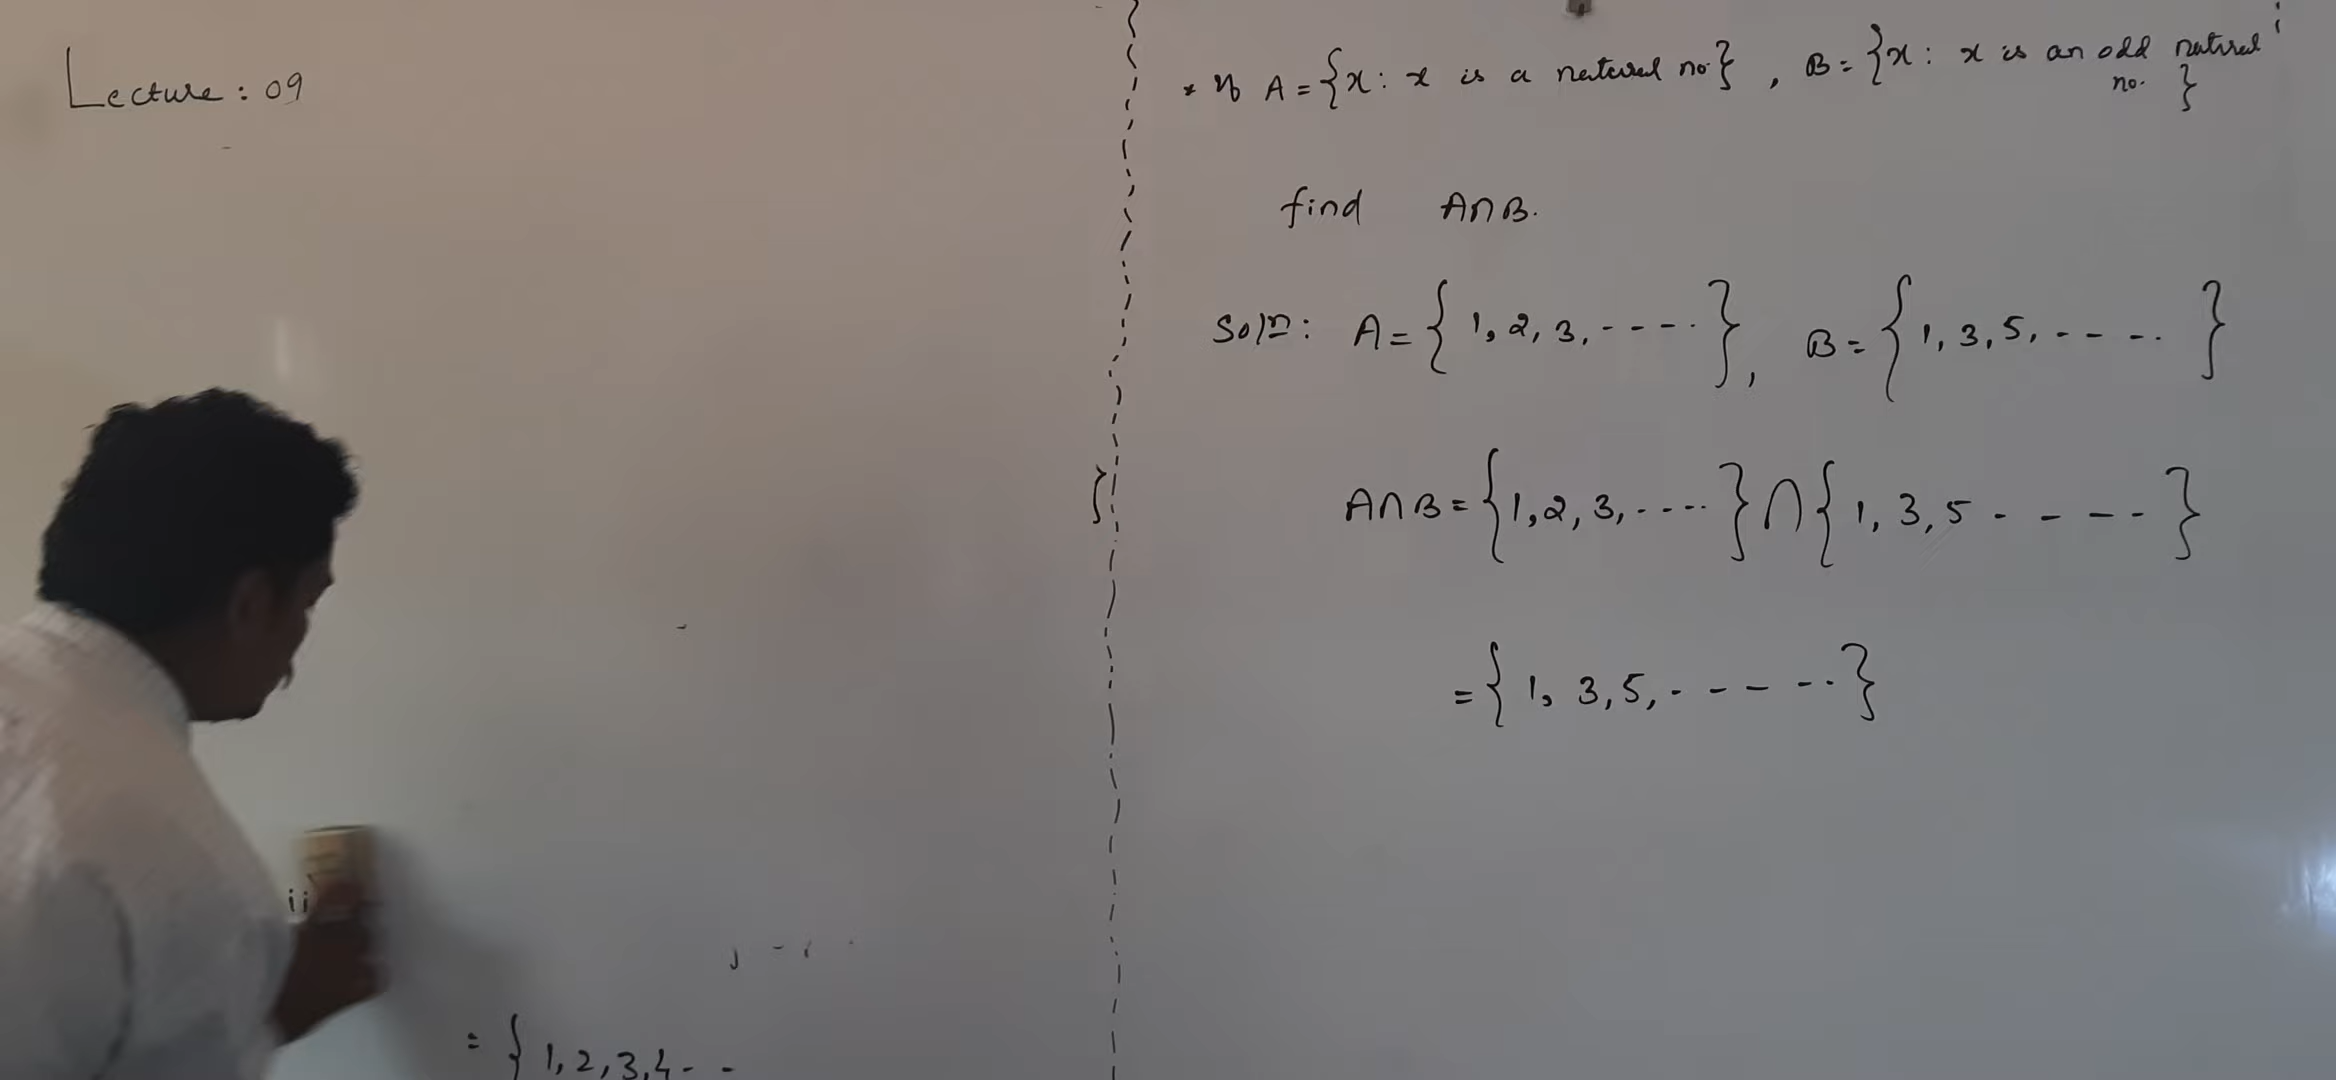 Lecture: 09
ii
= { 1, 2, 3, 4 - -
* If A = {x : x is a natural no.} , B = {x : x is an odd natural
no. }
find A∩B.
Soln: A = { 1, 2, 3, - - - - . } , B = { 1, 3, 5, - - - . }
A∩B = {1, 2, 3, - - - - } ∩ { 1, 3, 5 - - - - }
= { 1, 3, 5, - - - - - }